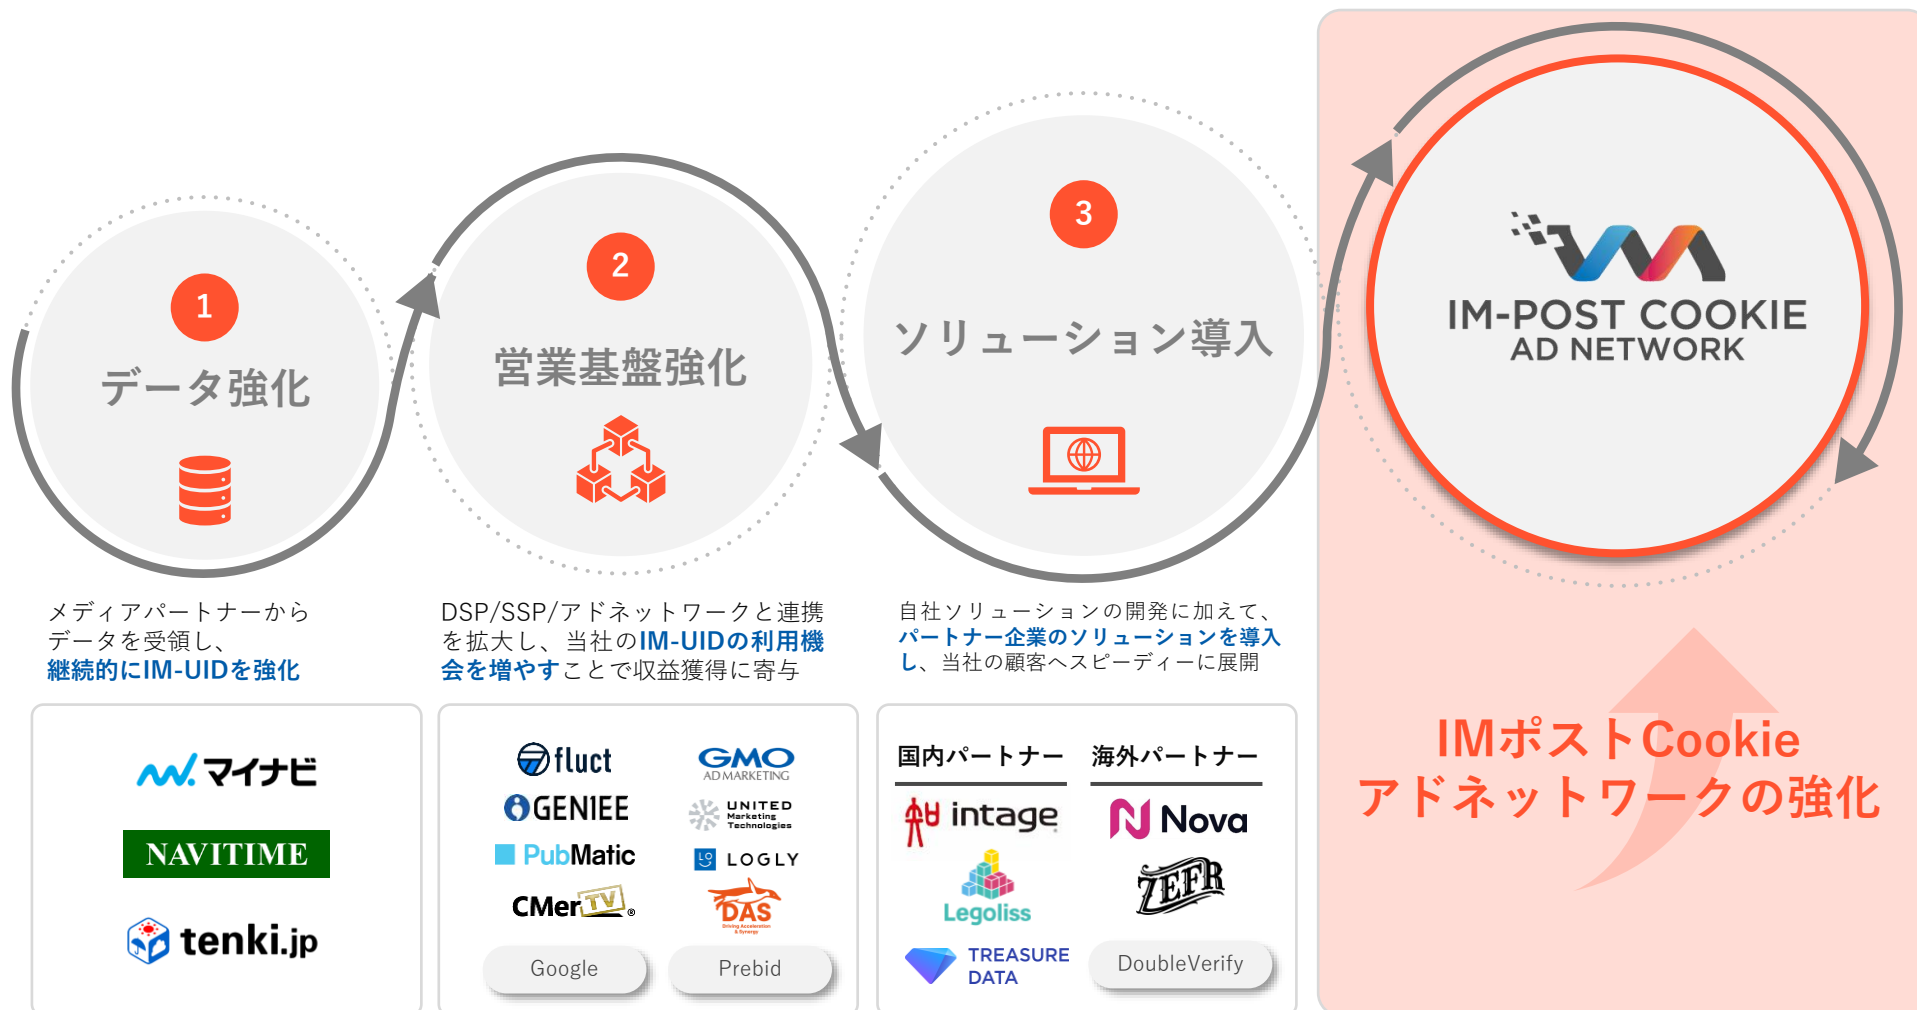 1
データ強化
メディアパートナーから
データを受領し、
継続的にIM-UIDを強化
マイナビ
NAVITIME
tenki.jp
2
営業基盤強化
DSP/SSP/アドネットワークと連携
を拡大し、当社のIM-UIDの利用機
会を増やすことで収益獲得に寄与
fluct
GMO
AD MARKETING
GENIEE
UNITED
Marketing
Technologies
PubMatic
LOGLY
CMerTV®
DAS
Driving Acceleration
& Synergy
Google
Prebid
3
ソリューション導入
自社ソリューションの開発に加えて、
パートナー企業のソリューションを導入
し、当社の顧客へスピーディーに展開
国内パートナー
intage
Legoliss
TREASURE
DATA
海外パートナー
Nova
ZEFR
DoubleVerify
IM-POST COOKIE
AD NETWORK
IMポストCookie
アドネットワークの強化